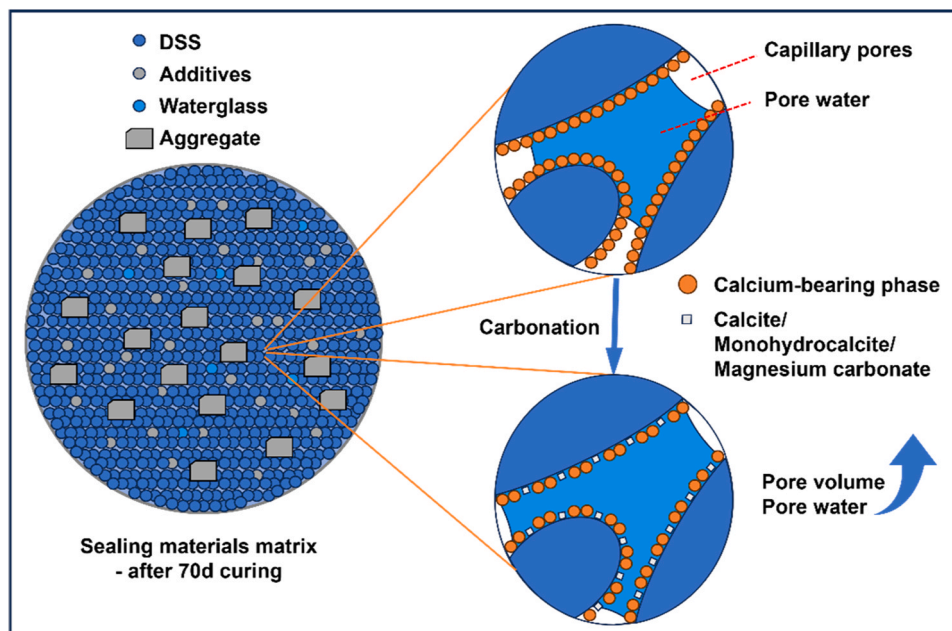 DSS
Additives
Waterglass
Aggregate
Capillary pores
Pore water
Calcium-bearing phase
Carbonation
Calcite/
Monohydrocalcite/
Magnesium carbonate
Pore volume
Pore water
Sealing materials matrix
- after 70d curing